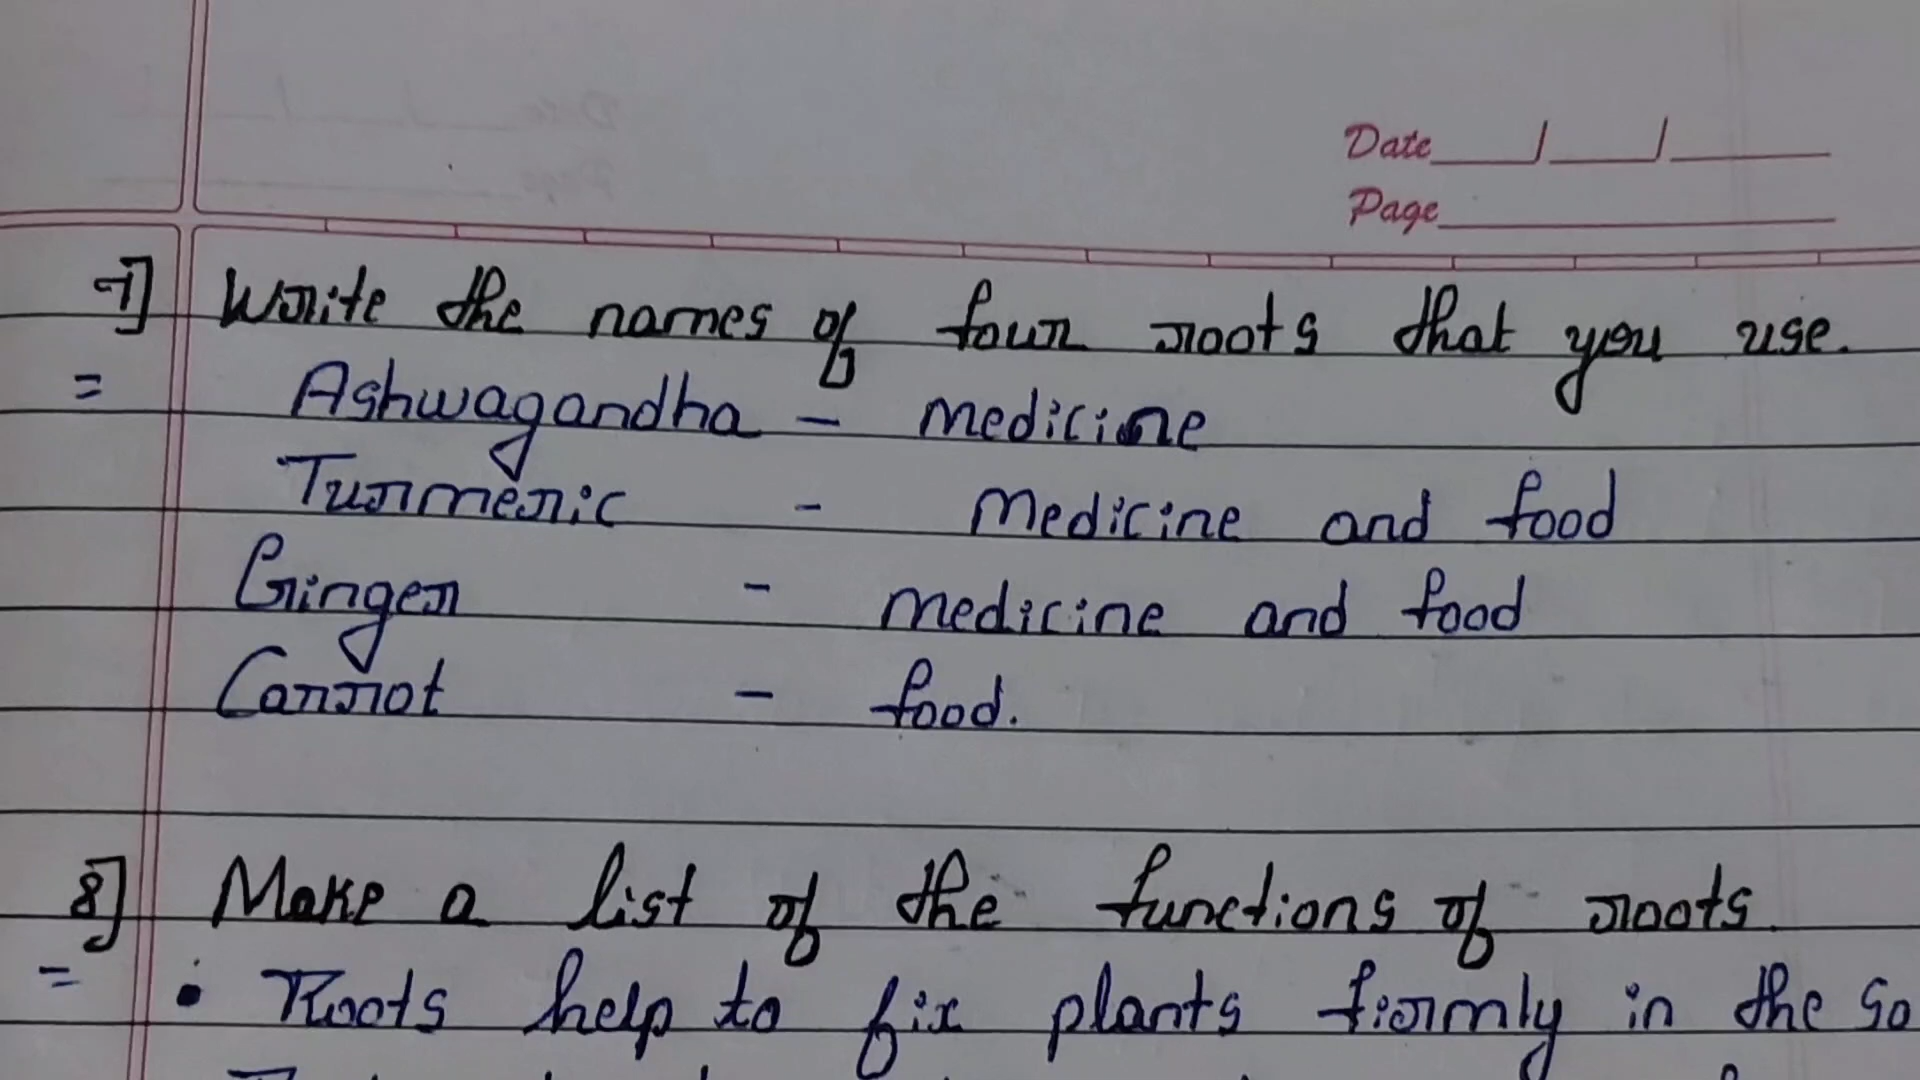 Date / /
Page
7] Write the names of four roots that you use.
= Ashwagandha - medicine
Turmeric - Medicine and food
Ginger - medicine and food
Carrot - food.
8] Make a list of the functions of roots.
= • Roots help to fix plants firmly in the so